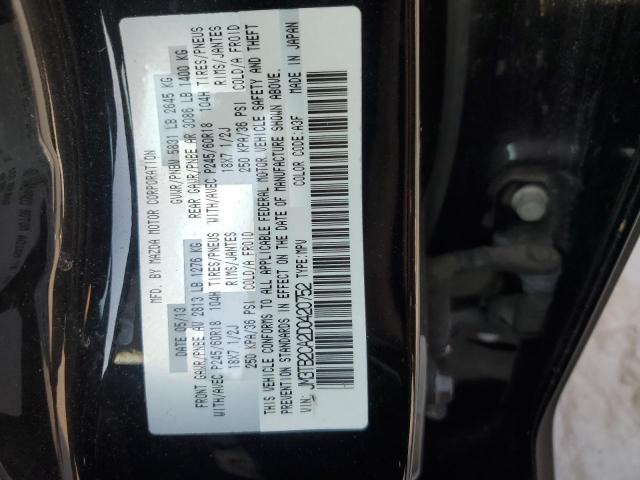 MFD. BY MAZDA MOTOR CORPORATION
DATE 05/13 GVWR/PNBV 5831 LB 2645 KG
FRONT GAWR/PNBE AV 2813 LB 1276 KG REAR GAWR/PNBE AR 3086 LB 1400 KG
WITH/AVEC P245/60R18 104H TIRES/PNEUS WITH/AVEC P245/60R18 104H TIRES/PNEUS
18X7 1/2J RIMS/JANTES 18X7 1/2J RIMS/JANTES
250 KPA/36 PSI COLD/A FROID 250 KPA/36 PSI COLD/A FROID
THIS VEHICLE CONFORMS TO ALL APPLICABLE FEDERAL MOTOR VEHICLE SAFETY AND THEFT
PREVENTION STANDARDS IN EFFECT ON THE DATE OF MANUFACTURE SHOWN ABOVE.
TYPE:MPV COLOR CODE:A3F MADE IN JAPAN
VIN: JM3TB2CA2D0420752